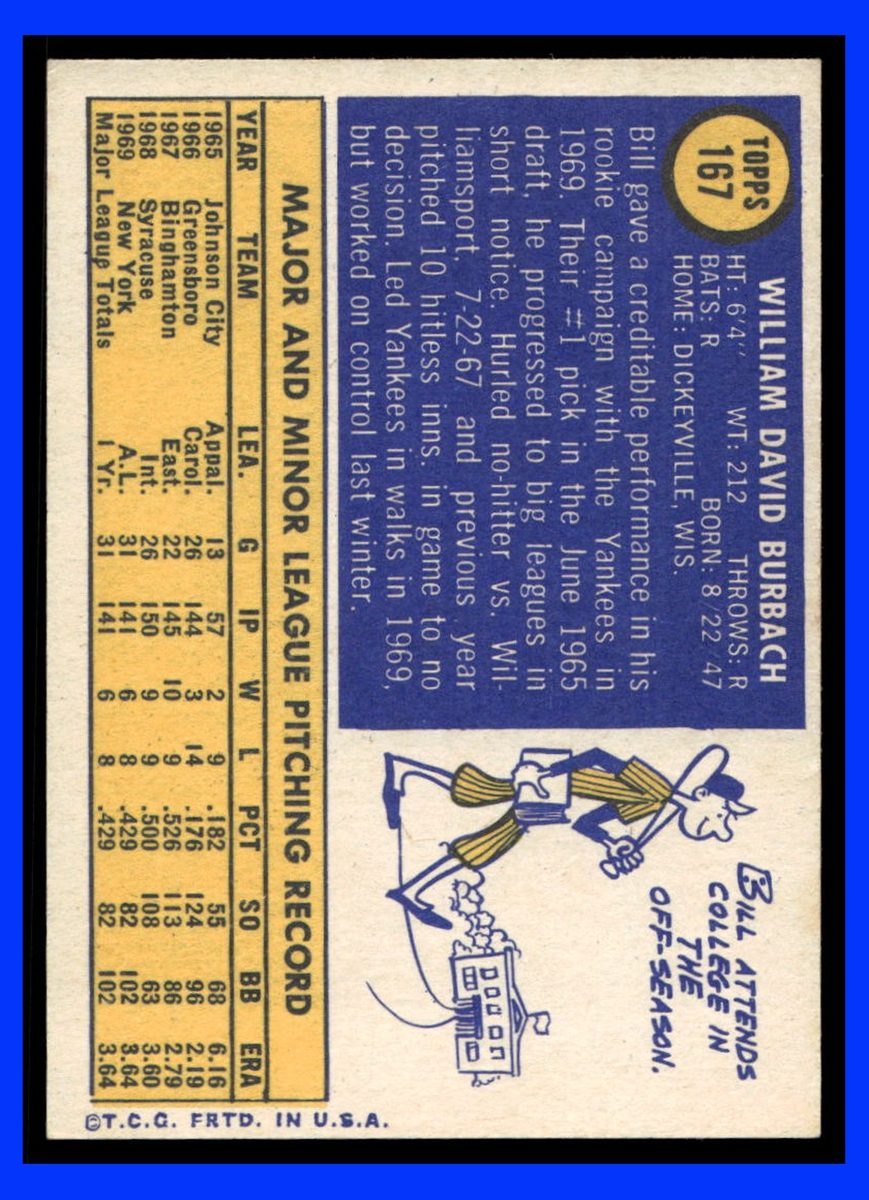 TOPPS
167
WILLIAM DAVID BURBACH
HT: 6'4" WT: 212 THROWS: R
BATS: R BORN: 8/22/47
HOME: DICKEYVILLE, WIS.
Bill gave a creditable performance in his
rookie campaign with the Yankees in
1969. Their #1 pick in the June 1965
draft, he progressed to big leagues in
short notice. Hurled no-hitter vs. Wil-
liamsport, 7-22-67 and previous year
pitched 10 hitless inns. in game to no
decision. Led Yankees in walks in 1969,
but worked on control last winter.
BILL ATTENDS
COLLEGE IN
THE
OFF-SEASON.
MAJOR AND MINOR LEAGUE PITCHING RECORD
YEAR TEAM LEA. G IP W L PCT SO BB ERA
1965 Johnson City Appal. 13 57 2 9 .182 55 68 6.16
1966 Greensboro Carol. 26 144 3 14 .176 124 96 2.19
1967 Binghamton East. 22 145 10 9 .526 113 86 2.79
1968 Syracuse Int. 26 150 9 9 .500 108 63 3.60
1969 New York A.L. 31 141 6 8 .429 82 102 3.64
Major League Totals 1 Yr. 31 141 6 8 .429 82 102 3.64
©T.C.G. PRTD. IN U.S.A.